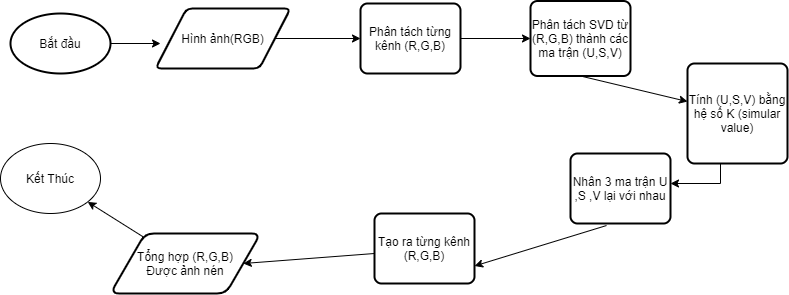 Bắt đầu
Hình ảnh(RGB)
Phân tách từng
kênh (R,G,B)
Phân tách SVD từ
(R,G,B) thành các
ma trận (U,S,V)
Tính (U,S,V) bằng
hệ số K (simular
value)
Nhân 3 ma trận U
,S ,V lại với nhau
Tạo ra từng kênh
(R,G,B)
Tổng hợp (R,G,B)
Được ảnh nén
Kết Thúc